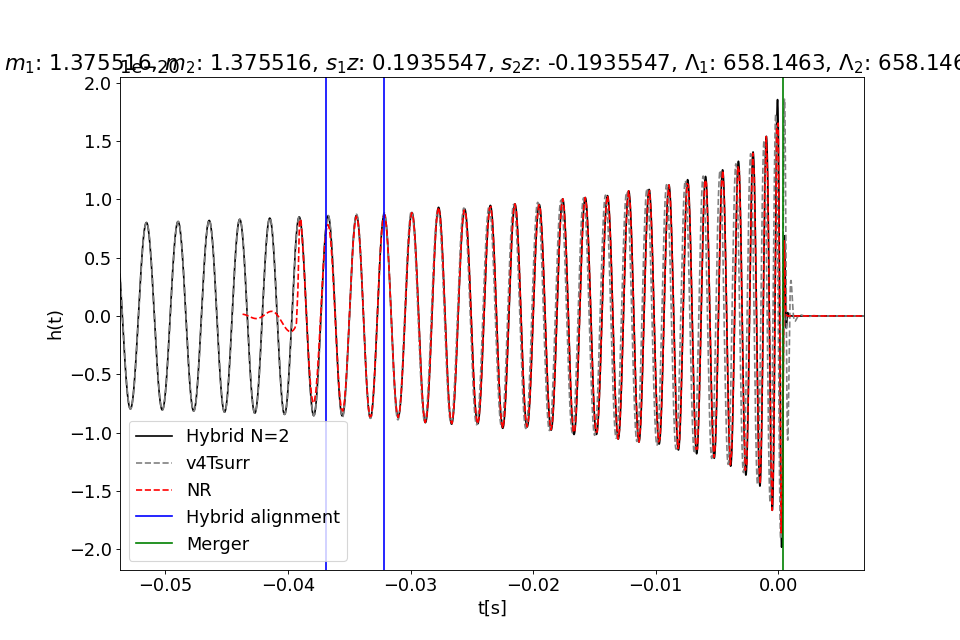 m₁: 1.375516, m₂: 1.375516, s₁z: 0.1935547, s₂z: -0.1935547, Λ₁: 658.1463, Λ₂: 658.146
1e−20
2.0
1.5
1.0
0.5
0.0
−0.5
−1.0
−1.5
−2.0
h(t)
Hybrid N=2
v4Tsurr
NR
Hybrid alignment
Merger
−0.05 −0.04 −0.03 −0.02 −0.01 0.00
t[s]